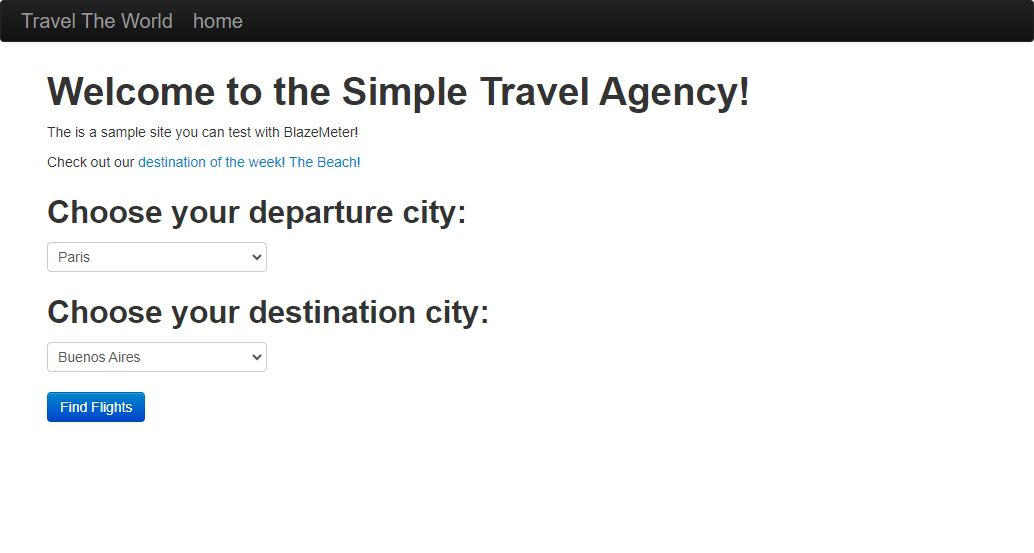 Travel The World home
Welcome to the Simple Travel Agency!
The is a sample site you can test with BlazeMeter!
Check out our destination of the week! The Beach!
Choose your departure city:
Paris
Choose your destination city:
Buenos Aires
Find Flights